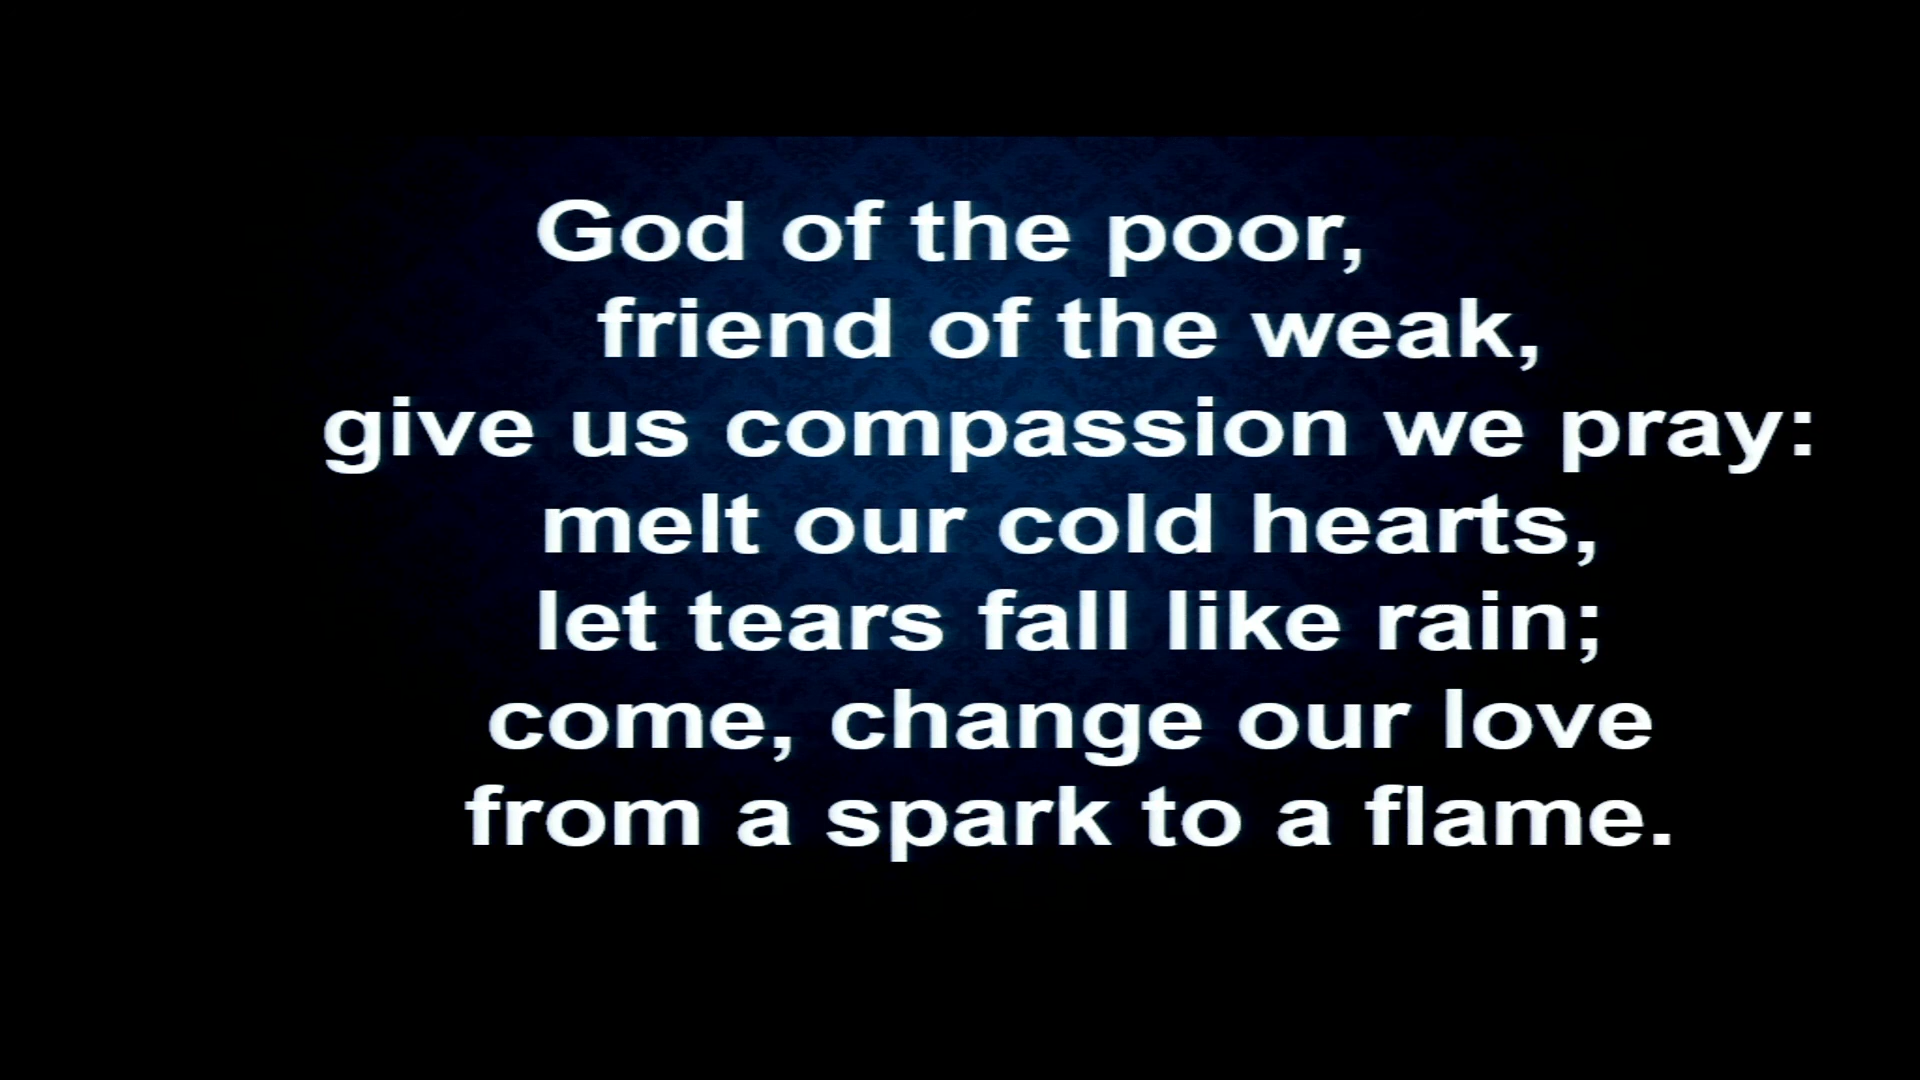 God of the poor,
friend of the weak,
give us compassion we pray:
melt our cold hearts,
let tears fall like rain;
come, change our love
from a spark to a flame.